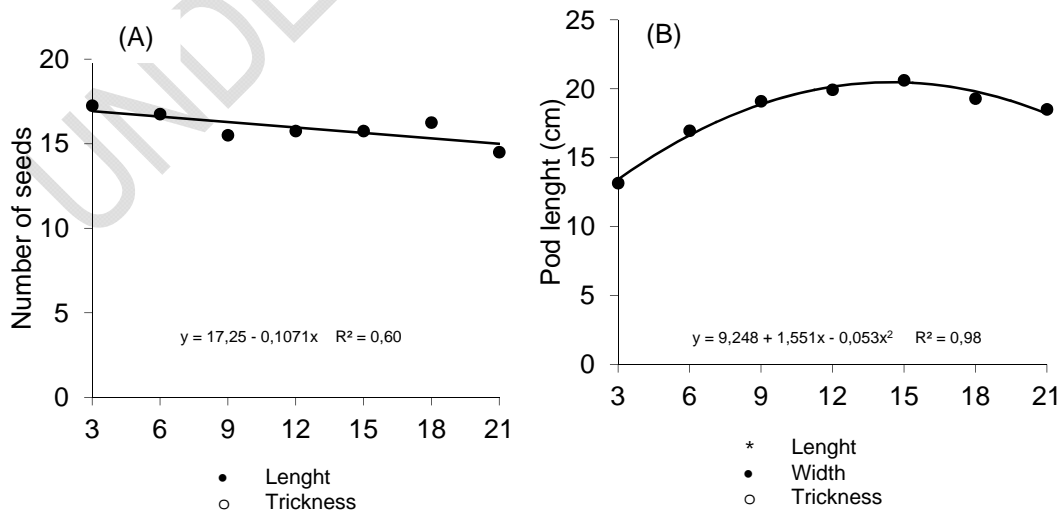 UNDE
(A)
Number of seeds
20
15
10
5
0
y = 17,25 - 0,1071x R² = 0,60
3 6 9 12 15 18 21
● Lenght
○ Trickness
(B)
Pod lenght (cm)
25
20
15
10
5
0
y = 9,248 + 1,551x - 0,053x² R² = 0,98
3 6 9 12 15 18 21
* Lenght
● Width
○ Trickness